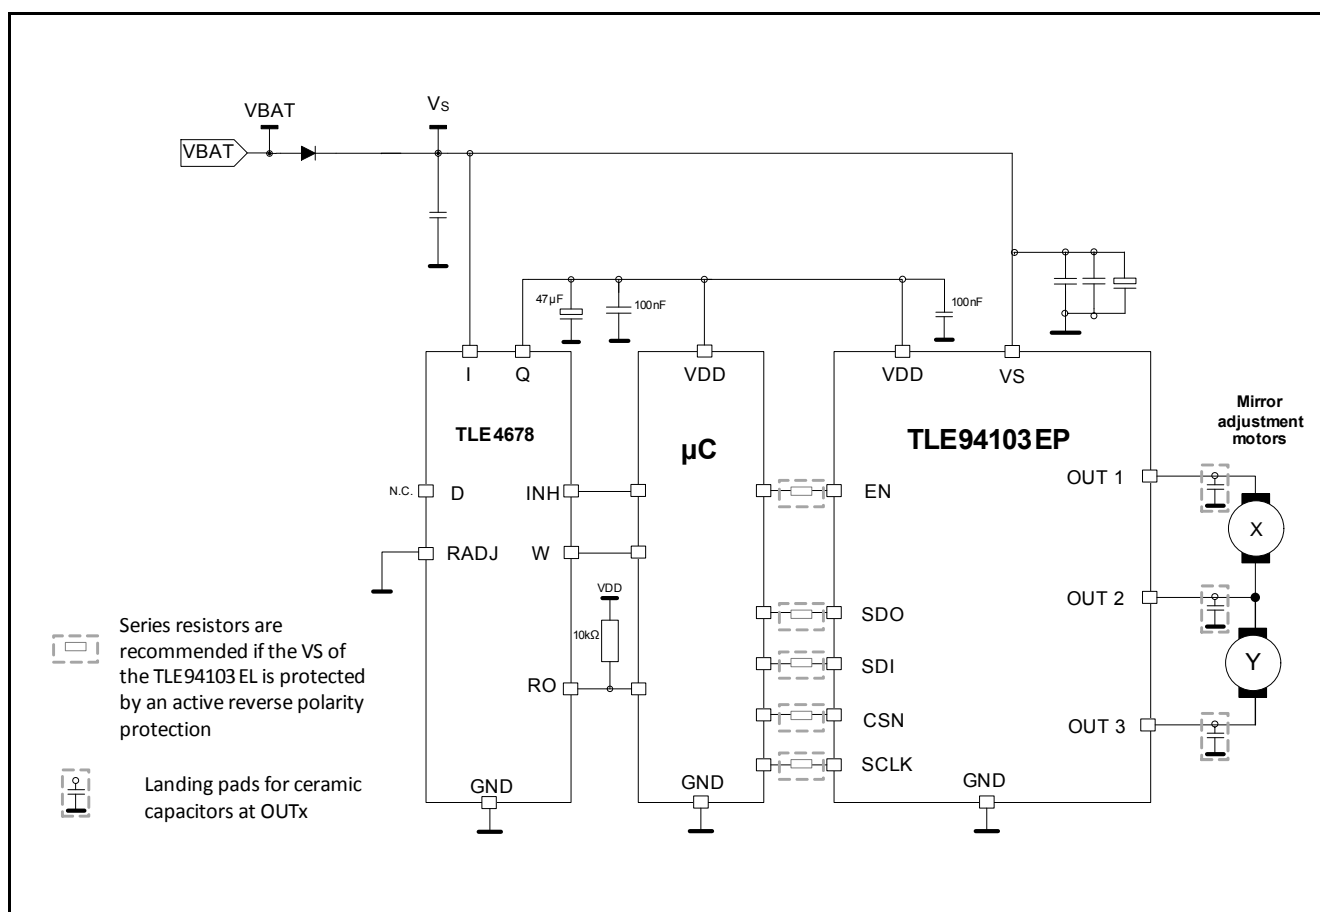 VBAT
VS
VBAT
47µF
100nF
100nF
I
Q
VDD
VDD
VS
TLE4678
µC
TLE94103EP
Mirror
adjustment
motors
N.C.
D
INH
EN
OUT 1
X
RADJ
W
VDD
10kΩ
SDO
OUT 2
SDI
Y
RO
CSN
OUT 3
SCLK
GND
GND
GND
Series resistors are
recommended if the VS of
the TLE94103 EL is protected
by an active reverse polarity
protection
Landing pads for ceramic
capacitors at OUTx